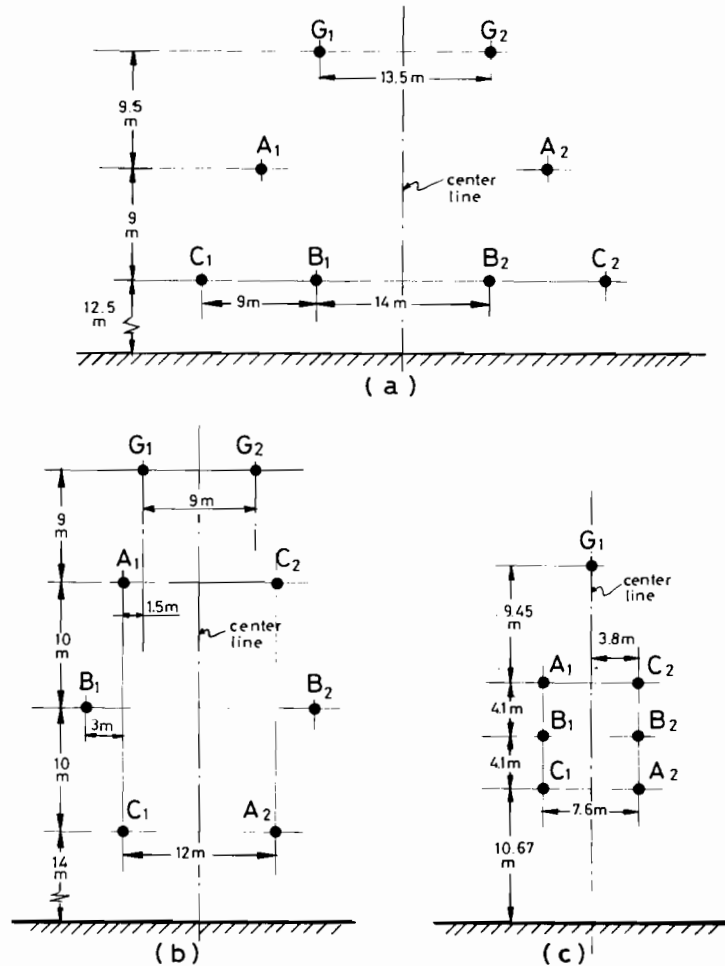 G1 G2
13.5m
9.5 m
A1 A2
center line
9 m
C1 B1 B2 C2
9m 14m
12.5 m
(a)
G1 G2
9m
9 m
A1 C2
1.5m
center line
10 m
B1 B2
3m
10 m
C1 A2
12m
14 m
(b)
G1
center line
9.45 m
3.8m
A1 C2
4.1m
B1 B2
4.1m
C1 A2
7.6m
10.67 m
(c)